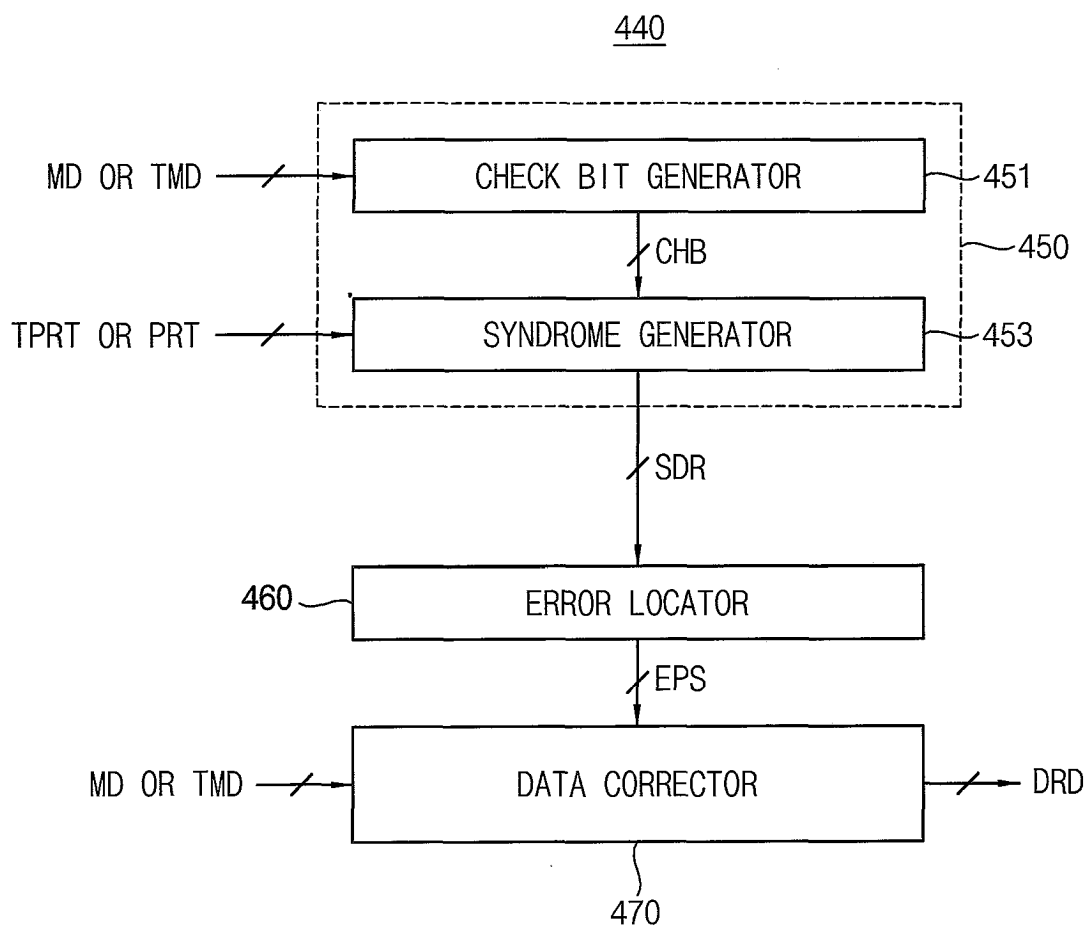 440
MD OR TMD
CHECK BIT GENERATOR
451
CHB
450
TPRT OR PRT
SYNDROME GENERATOR
453
SDR
460
ERROR LOCATOR
EPS
MD OR TMD
DATA CORRECTOR
DRD
470